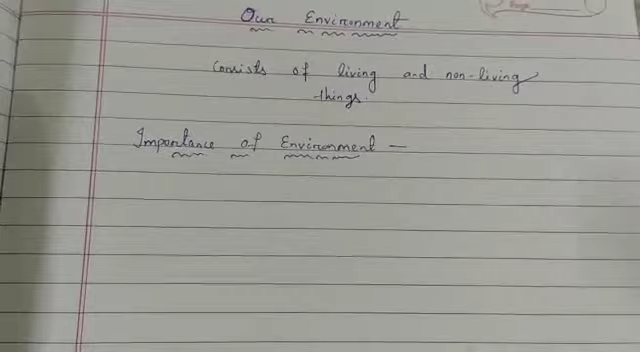 Our Environment
Consists of living and non-living
things.
Importance of Environment —